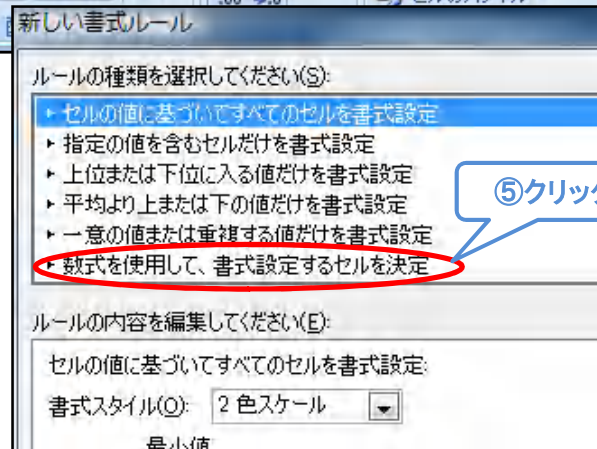 新しい書式ルール
ルールの種類を選択してください(S):
► セルの値に基づいてすべてのセルを書式設定
► 指定の値を含むセルだけを書式設定
► 上位または下位に入る値だけを書式設定
► 平均より上または下の値だけを書式設定
► 一意の値または重複する値だけを書式設定
► 数式を使用して、書式設定するセルを決定
⑤クリック
ルールの内容を編集してください(E):
セルの値に基づいてすべてのセルを書式設定:
書式スタイル(O): 2 色スケール
最小値